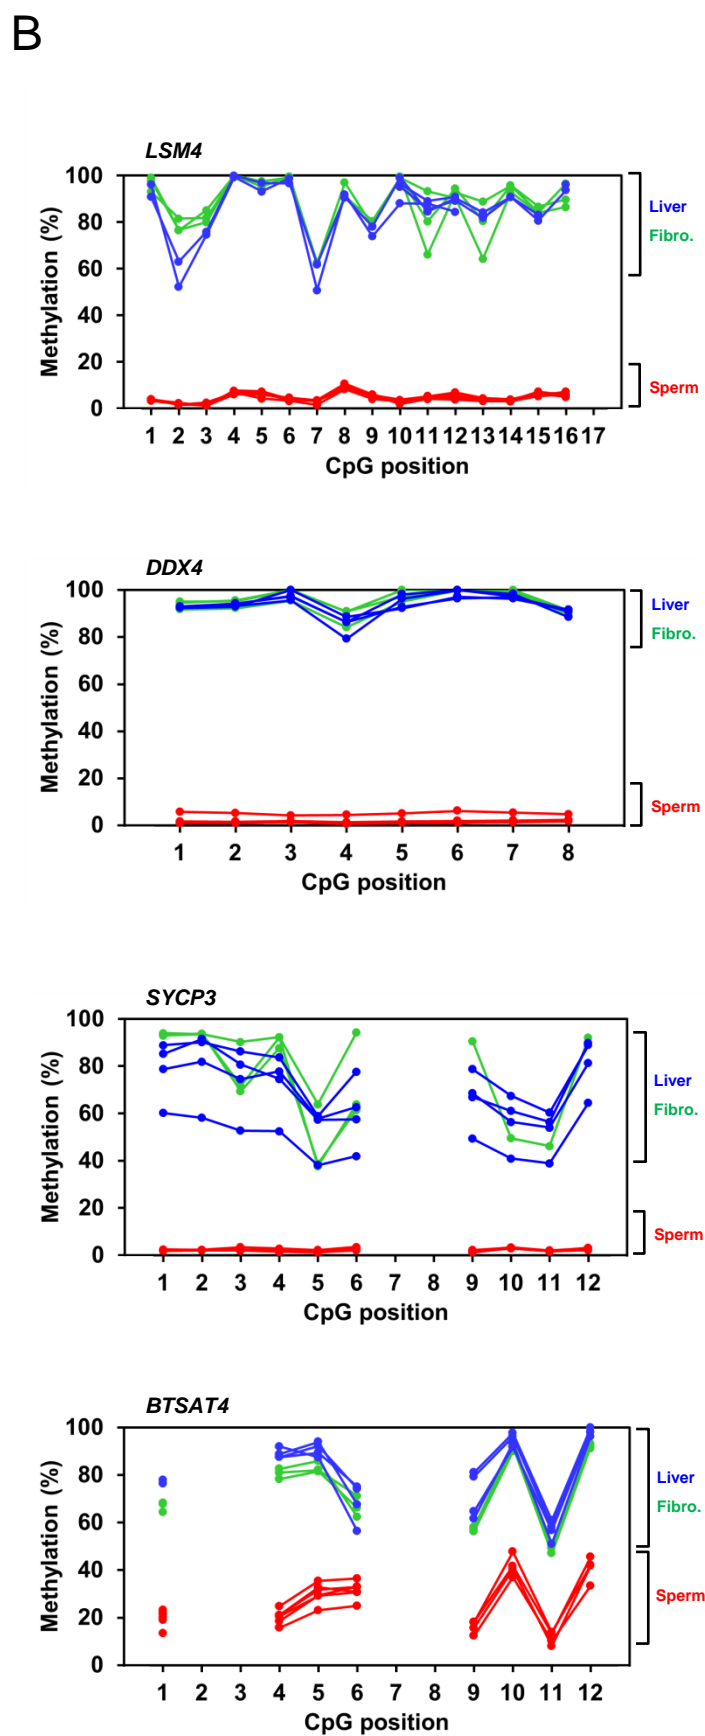 B
LSM4
Methylation (%)
100
80
60
40
20
0
Liver
Fibro.
Sperm
1 2 3 4 5 6 7 8 9 10 11 12 13 14 15 16 17
CpG position
DDX4
Methylation (%)
100
80
60
40
20
0
Liver
Fibro.
Sperm
1 2 3 4 5 6 7 8
CpG position
SYCP3
Methylation (%)
100
80
60
40
20
0
Liver
Fibro.
Sperm
1 2 3 4 5 6 7 8 9 10 11 12
CpG position
BTSAT4
Methylation (%)
100
80
60
40
20
0
Liver
Fibro.
Sperm
1 2 3 4 5 6 7 8 9 10 11 12
CpG position